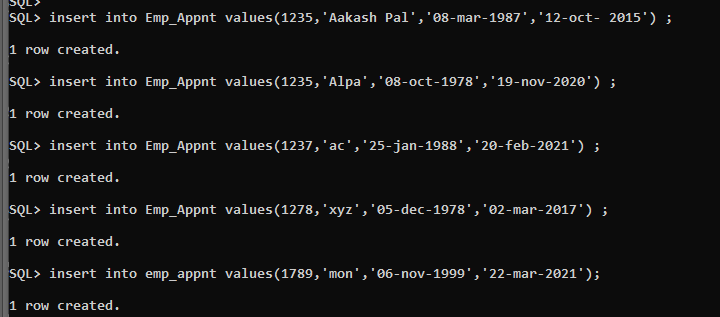 SQL>
SQL> insert into Emp_Appnt values(1235,'Aakash Pal','08-mar-1987','12-oct- 2015') ;
1 row created.
SQL> insert into Emp_Appnt values(1235,'Alpa','08-oct-1978','19-nov-2020') ;
1 row created.
SQL> insert into Emp_Appnt values(1237,'ac','25-jan-1988','20-feb-2021') ;
1 row created.
SQL> insert into Emp_Appnt values(1278,'xyz','05-dec-1978','02-mar-2017') ;
1 row created.
SQL> insert into emp_appnt values(1789,'mon','06-nov-1999','22-mar-2021');
1 row created.